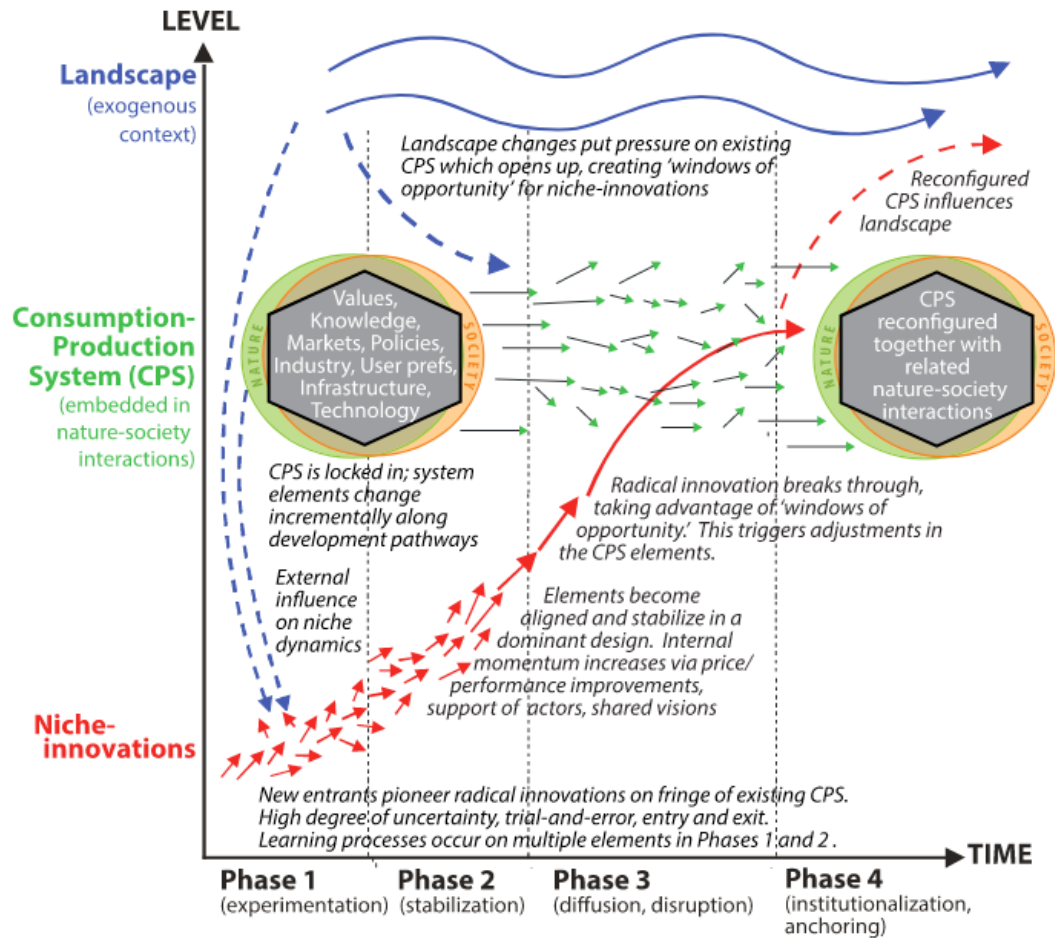 LEVEL
Landscape
(exogenous
context)
Landscape changes put pressure on existing
CPS which opens up, creating ‘windows of
opportunity’ for niche-innovations
Reconfigured
CPS influences
landscape
Consumption-
Production
System (CPS)
(embedded in
nature-society
interactions)
NATURE
Values,
Knowledge,
Markets, Policies,
Industry, User prefs,
Infrastructure,
Technology
SOCIETY
NATURE
CPS
reconfigured
together with
related
nature-society
interactions
SOCIETY
CPS is locked in; system
elements change
incrementally along
development pathways
Radical innovation breaks through,
taking advantage of ‘windows of
opportunity.’ This triggers adjustments in
the CPS elements.
External
influence
on niche
dynamics
Elements become
aligned and stabilize in a
dominant design. Internal
momentum increases via price/
performance improvements,
support of actors, shared visions
Niche-
innovations
New entrants pioneer radical innovations on fringe of existing CPS.
High degree of uncertainty, trial-and-error, entry and exit.
Learning processes occur on multiple elements in Phases 1 and 2 .
TIME
Phase 1
(experimentation)
Phase 2
(stabilization)
Phase 3
(diffusion, disruption)
Phase 4
(institutionalization,
anchoring)